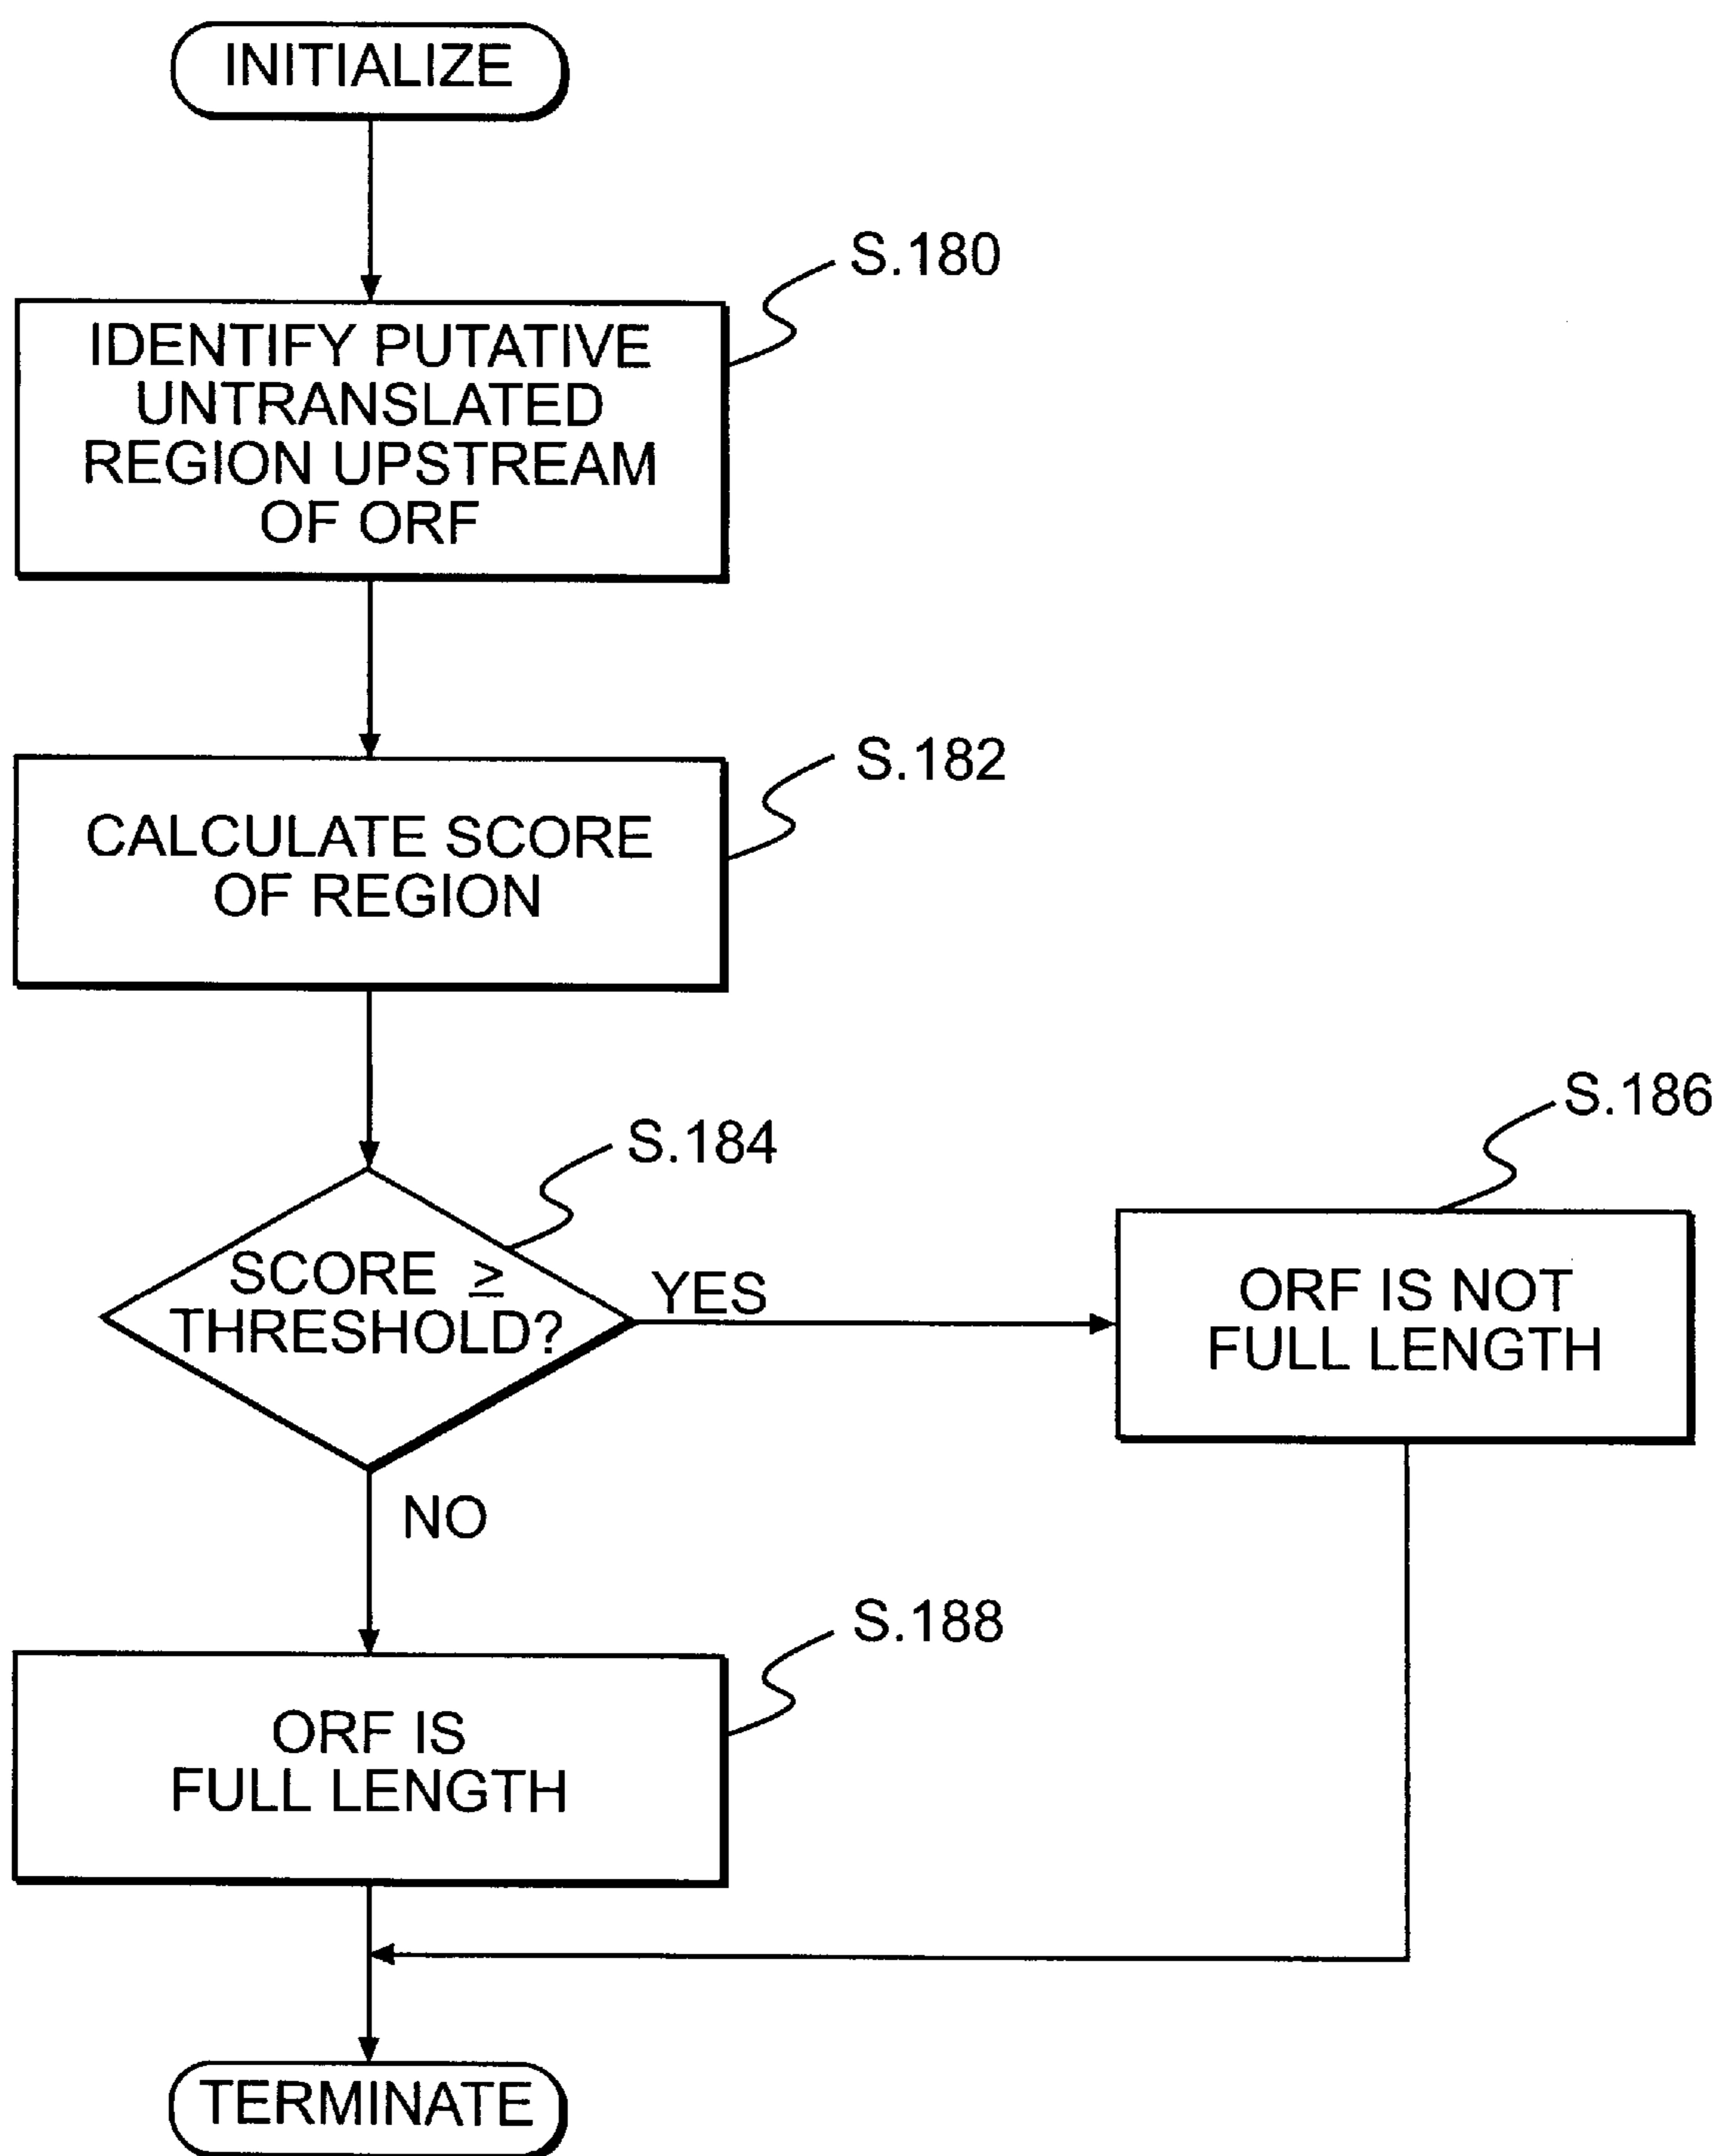 INITIALIZE
S.180
IDENTIFY PUTATIVE
UNTRANSLATED
REGION UPSTREAM
OF ORF
S.182
CALCULATE SCORE
OF REGION
S.184
SCORE ≥
THRESHOLD?
YES
S.186
ORF IS NOT
FULL LENGTH
NO
S.188
ORF IS
FULL LENGTH
TERMINATE